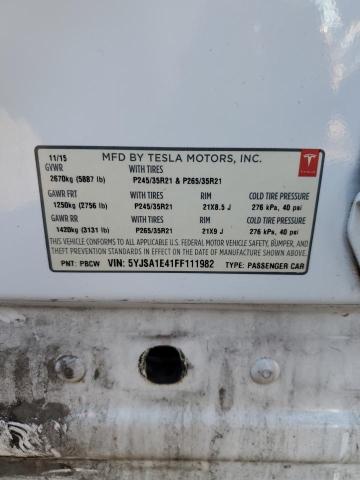 11/15 MFD BY TESLA MOTORS, INC.
GVWR WITH TIRES
2670kg (5887 lb) P245/35R21 & P265/35R21
GAWR FRT WITH TIRES RIM COLD TIRE PRESSURE
1250kg (2756 lb) P245/35R21 21X8.5 J 276 kPa, 40 psi
GAWR RR WITH TIRES RIM COLD TIRE PRESSURE
1420kg (3131 lb) P265/35R21 21X9 J 276 kPa, 40 psi
THIS VEHICLE CONFORMS TO ALL APPLICABLE U.S. FEDERAL MOTOR VEHICLE SAFETY, BUMPER, AND
THEFT PREVENTION STANDARDS IN EFFECT ON THE DATE OF MANUFACTURE SHOWN ABOVE.
PNT: PBCW VIN: 5YJSA1E41FF111982 TYPE: PASSENGER CAR